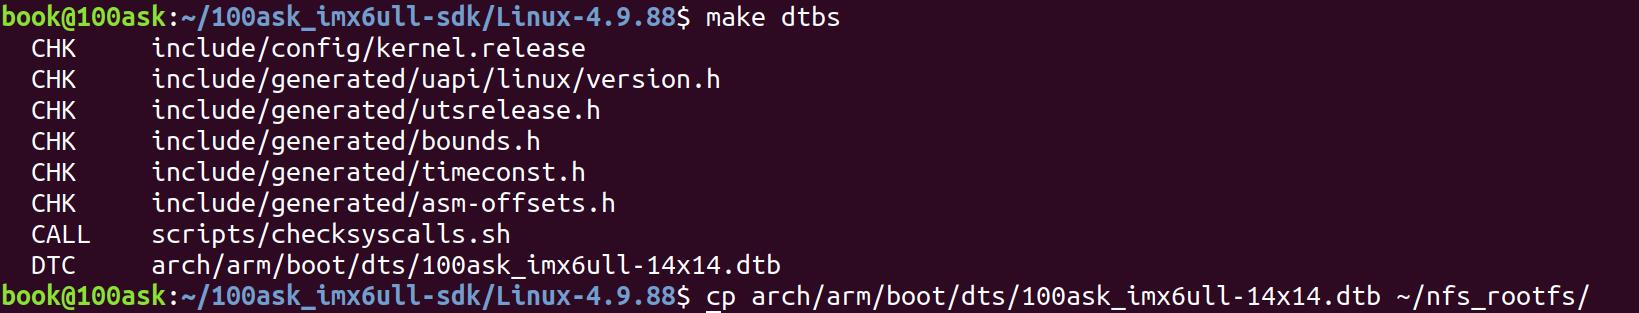 book@100ask:~/100ask_imx6ull-sdk/Linux-4.9.88$ make dtbs
CHK include/config/kernel.release
CHK include/generated/uapi/linux/version.h
CHK include/generated/utsrelease.h
CHK include/generated/bounds.h
CHK include/generated/timeconst.h
CHK include/generated/asm-offsets.h
CALL scripts/checksyscalls.sh
DTC arch/arm/boot/dts/100ask_imx6ull-14x14.dtb
book@100ask:~/100ask_imx6ull-sdk/Linux-4.9.88$ cp arch/arm/boot/dts/100ask_imx6ull-14x14.dtb ~/nfs_rootfs/